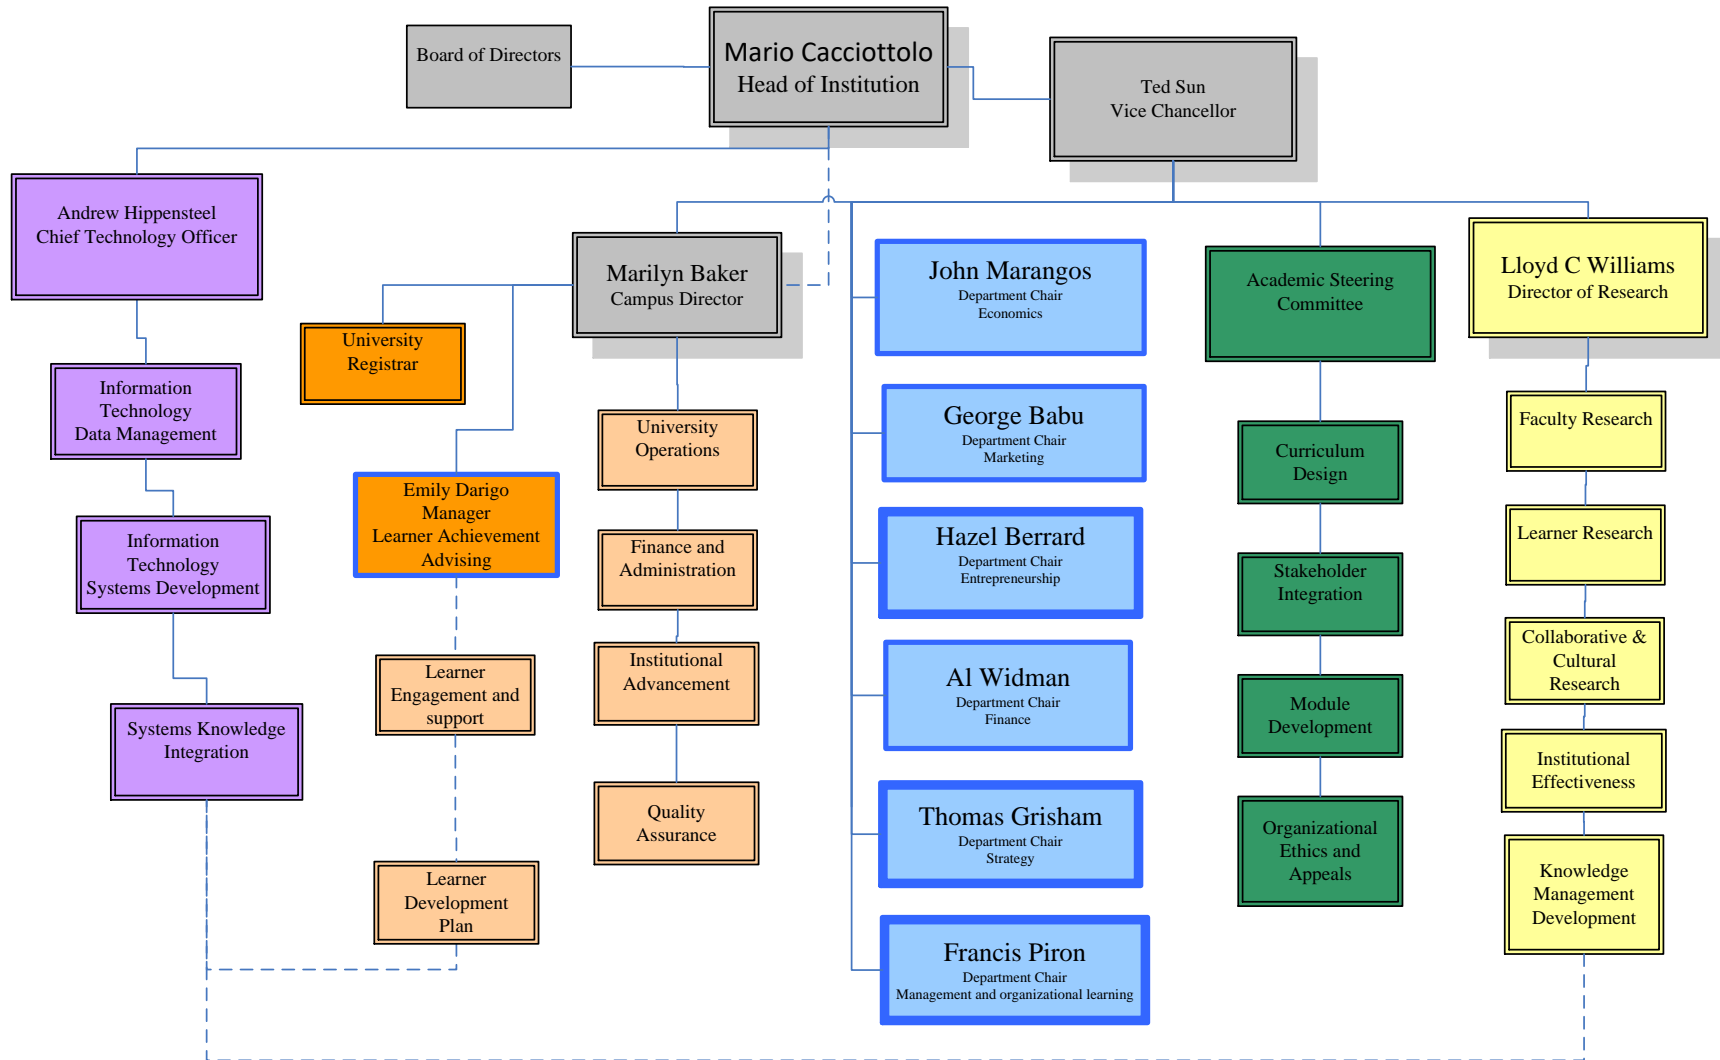 Board of Directors
Mario Cacciottolo
Head of Institution
Ted Sun
Vice Chancellor
Andrew Hippensteel
Chief Technology Officer
Marilyn Baker
Campus Director
John Marangos
Department Chair
Economics
Academic Steering
Committee
Lloyd C Williams
Director of Research
University
Registrar
Information
Technology
Data Management
University
Operations
George Babu
Department Chair
Marketing
Curriculum
Design
Faculty Research
Emily Darigo
Manager
Learner Achievement
Advising
Information
Technology
Systems Development
Finance and
Administration
Hazel Berrard
Department Chair
Entrepreneurship
Stakeholder
Integration
Learner Research
Learner
Engagement and
support
Institutional
Advancement
Al Widman
Department Chair
Finance
Module
Development
Collaborative &
Cultural
Research
Systems Knowledge
Integration
Institutional
Effectiveness
Quality
Assurance
Thomas Grisham
Department Chair
Strategy
Organizational
Ethics and
Appeals
Learner
Development
Plan
Knowledge
Management
Development
Francis Piron
Department Chair
Management and organizational learning